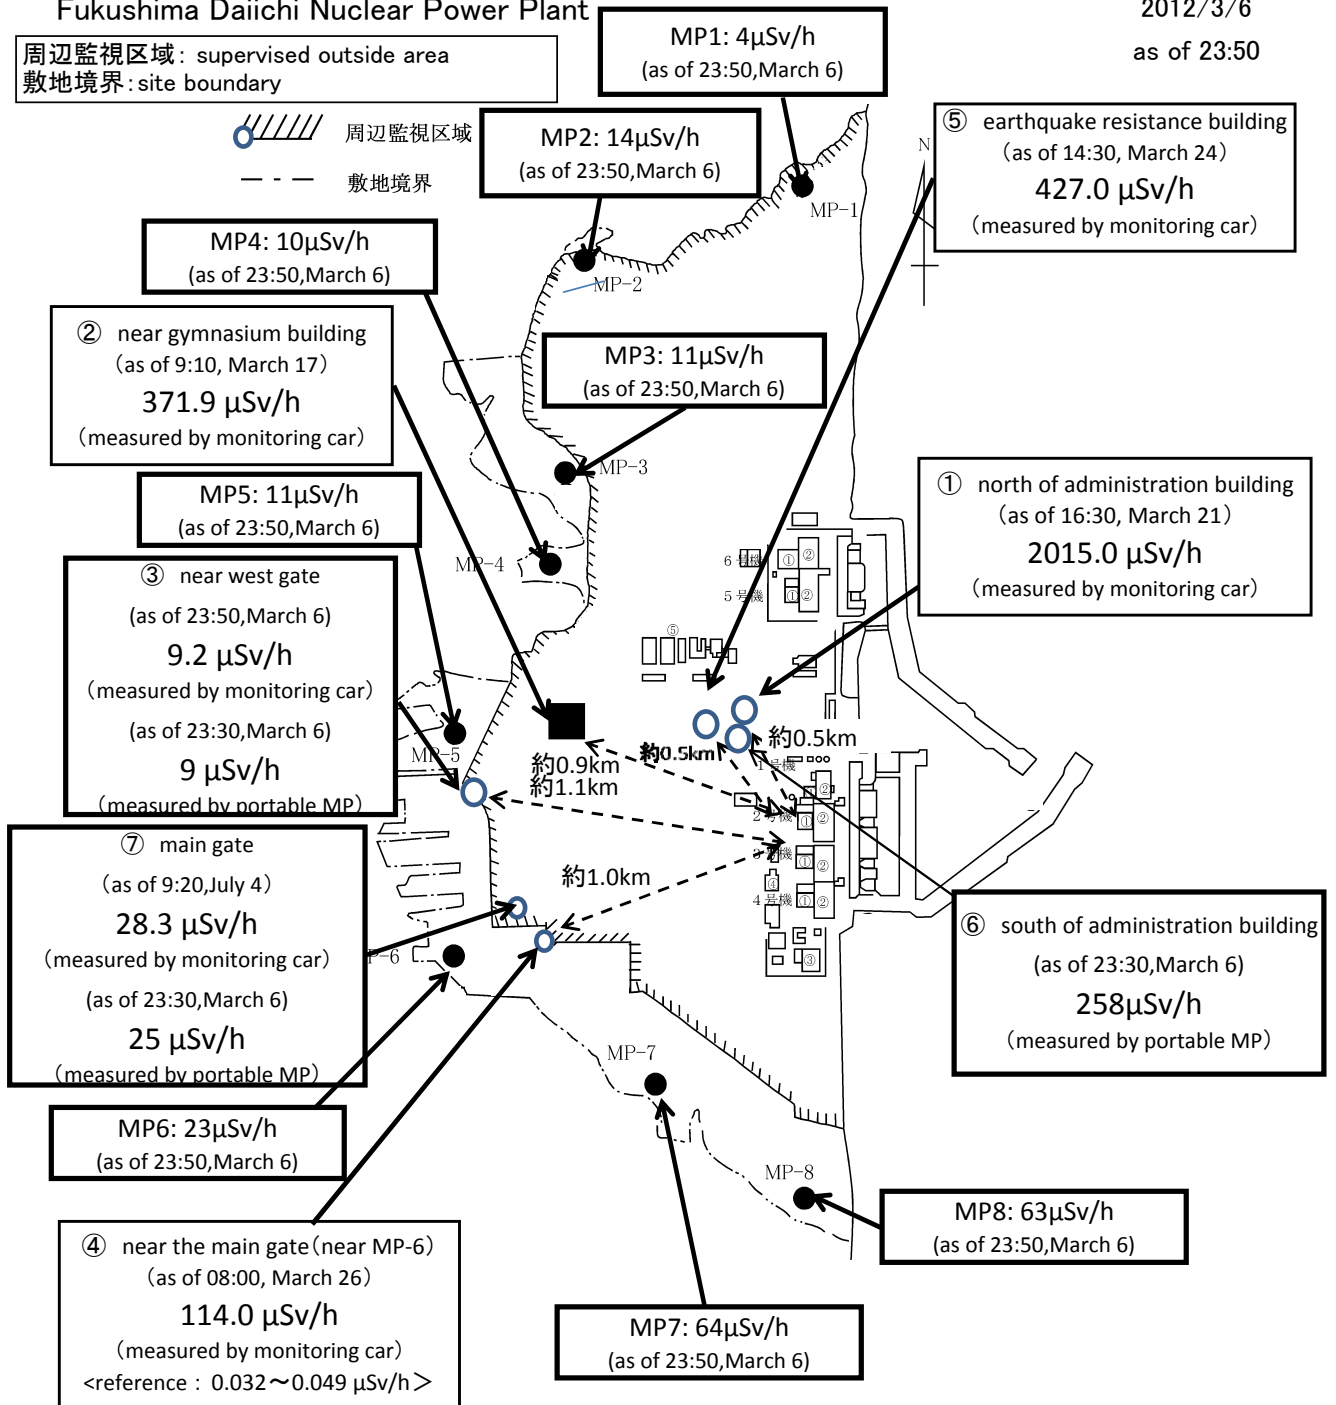 Fukushima Daiichi Nuclear Power Plant
2012/3/6
as of 23:50
周辺監視区域: supervised outside area
敷地境界:site boundary
周辺監視区域
敷地境界
MP1: 4μSv/h
(as of 23:50,March 6)
MP2: 14μSv/h
(as of 23:50,March 6)
⑤ earthquake resistance building
(as of 14:30, March 24)
427.0 μSv/h
(measured by monitoring car)
N
MP-1
MP4: 10μSv/h
(as of 23:50,March 6)
MP-2
② near gymnasium building
(as of 9:10, March 17)
371.9 μSv/h
(measured by monitoring car)
MP3: 11μSv/h
(as of 23:50,March 6)
MP-3
MP5: 11μSv/h
(as of 23:50,March 6)
① north of administration building
(as of 16:30, March 21)
2015.0 μSv/h
(measured by monitoring car)
MP-4
6号機
① ②
5号機
① ②
③ near west gate
(as of 23:50,March 6)
9.2 μSv/h
(measured by monitoring car)
(as of 23:30,March 6)
9 μSv/h
(measured by portable MP)
⑤
MP-5
約0.9km
約1.1km
約0.5km
約0.5km
1号機
②
2号機
① ②
3号機
① ②
④
4号機
① ②
③
約1.0km
⑦ main gate
(as of 9:20,July 4)
28.3 μSv/h
(measured by monitoring car)
(as of 23:30,March 6)
25 μSv/h
(measured by portable MP)
P-6
⑥ south of administration building
(as of 23:30,March 6)
258μSv/h
(measured by portable MP)
MP-7
MP6: 23μSv/h
(as of 23:50,March 6)
MP-8
MP8: 63μSv/h
(as of 23:50,March 6)
④ near the main gate(near MP-6)
(as of 08:00, March 26)
114.0 μSv/h
(measured by monitoring car)
<reference : 0.032～0.049 μSv/h>
MP7: 64μSv/h
(as of 23:50,March 6)